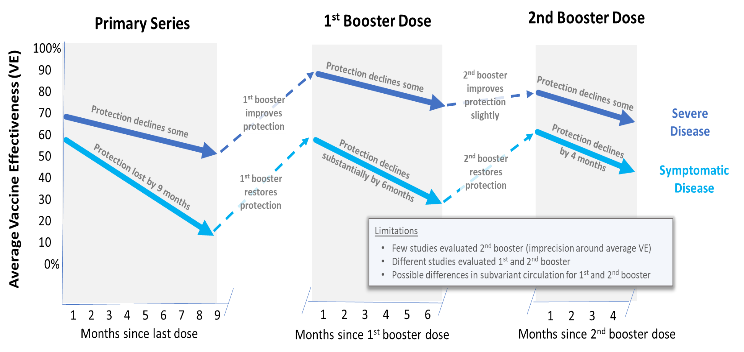 Primary Series
1st Booster Dose
2nd Booster Dose
Average Vaccine Effectiveness (VE)
100%
90
80
70
60
50
40
30
20
10
0%
Protection declines some
Protection lost by 9 months
1st booster
improves
protection
1st booster
restores
protection
Protection declines some
Protection declines
substantially by 6months
2nd booster
improves
protection
slightly
2nd booster
restores
protection
Protection declines some
Protection declines
by 4 months
Severe
Disease
Symptomatic
Disease
Limitations
• Few studies evaluated 2nd booster (imprecision around average VE)
• Different studies evaluated 1st and 2nd booster
• Possible differences in subvariant circulation for 1st and 2nd booster
1 2 3 4 5 6 7 8 9
Months since last dose
1 2 3 4 5 6
Months since 1st booster dose
1 2 3 4
Months since 2nd booster dose